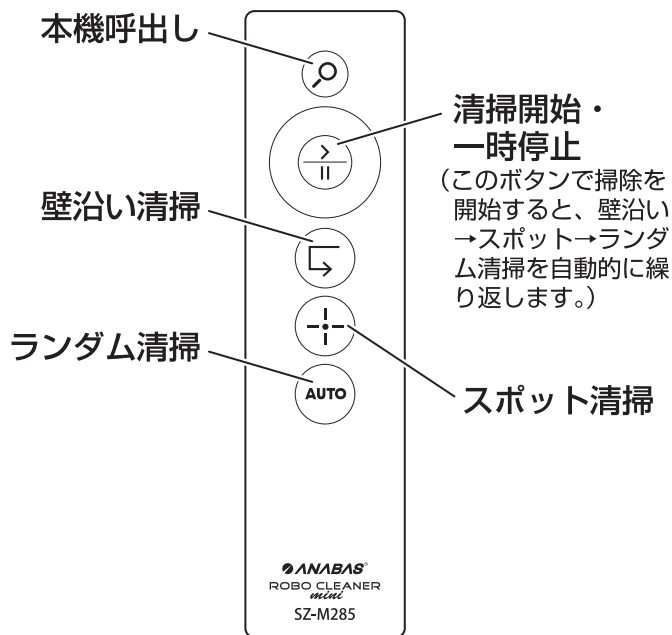 本機呼出し
清掃開始・
一時停止
(このボタンで掃除を
開始すると、壁沿い
→スポット→ランダ
ム清掃を自動的に繰
り返します。)
壁沿い清掃
ランダム清掃
AUTO
スポット清掃
ANABAS®
ROBO CLEANER
mini
SZ-M285